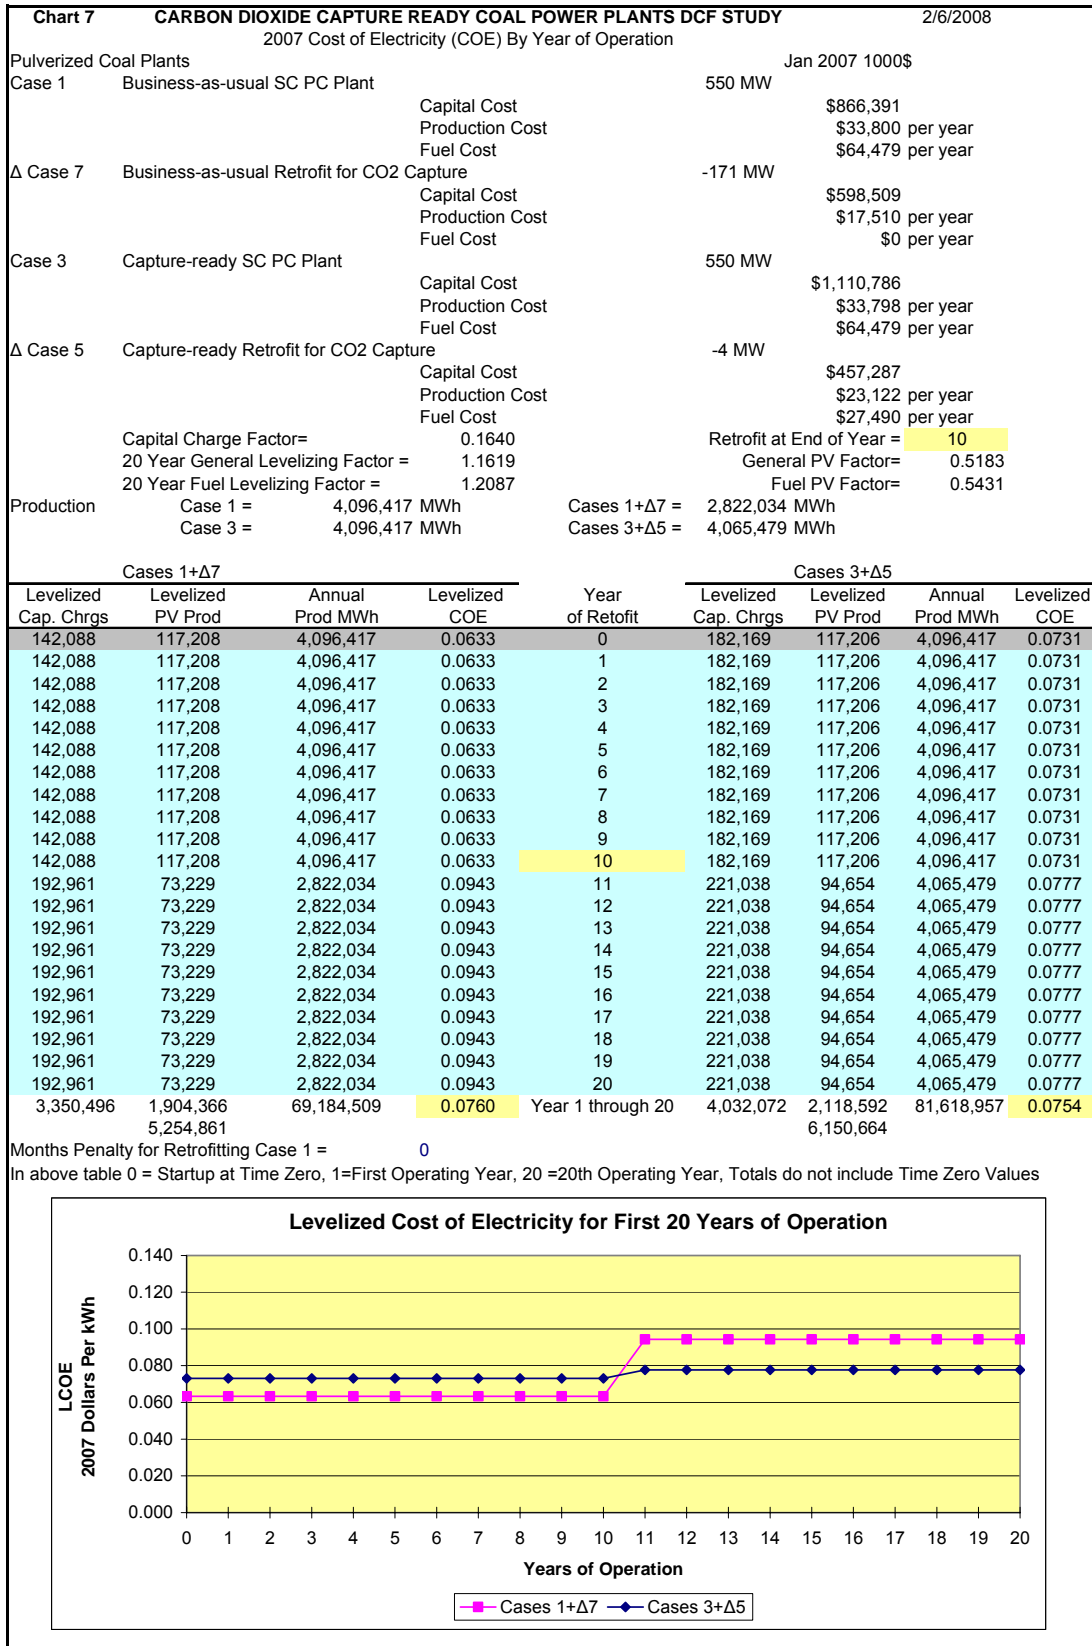 Chart 7 CARBON DIOXIDE CAPTURE READY COAL POWER PLANTS DCF STUDY 2/6/2008
2007 Cost of Electricity (COE) By Year of Operation
Pulverized Coal Plants Jan 2007 1000$
Case 1 Business-as-usual SC PC Plant 550 MW
Capital Cost $866,391
Production Cost $33,800 per year
Fuel Cost $64,479 per year
Δ Case 7 Business-as-usual Retrofit for CO2 Capture -171 MW
Capital Cost $598,509
Production Cost $17,510 per year
Fuel Cost $0 per year
Case 3 Capture-ready SC PC Plant 550 MW
Capital Cost $1,110,786
Production Cost $33,798 per year
Fuel Cost $64,479 per year
Δ Case 5 Capture-ready Retrofit for CO2 Capture -4 MW
Capital Cost $457,287
Production Cost $23,122 per year
Fuel Cost $27,490 per year
Capital Charge Factor= 0.1640 Retrofit at End of Year = 10
20 Year General Levelizing Factor = 1.1619 General PV Factor= 0.5183
20 Year Fuel Levelizing Factor = 1.2087 Fuel PV Factor= 0.5431
Production Case 1 = 4,096,417 MWh Cases 1+Δ7 = 2,822,034 MWh
Case 3 = 4,096,417 MWh Cases 3+Δ5 = 4,065,479 MWh
Cases 1+Δ7 Cases 3+Δ5
Levelized Levelized Annual Levelized Year Levelized Levelized Annual Levelized
Cap. Chrgs PV Prod Prod MWh COE of Retofit Cap. Chrgs PV Prod Prod MWh COE
142,088 117,208 4,096,417 0.0633 0 182,169 117,206 4,096,417 0.0731
142,088 117,208 4,096,417 0.0633 1 182,169 117,206 4,096,417 0.0731
142,088 117,208 4,096,417 0.0633 2 182,169 117,206 4,096,417 0.0731
142,088 117,208 4,096,417 0.0633 3 182,169 117,206 4,096,417 0.0731
142,088 117,208 4,096,417 0.0633 4 182,169 117,206 4,096,417 0.0731
142,088 117,208 4,096,417 0.0633 5 182,169 117,206 4,096,417 0.0731
142,088 117,208 4,096,417 0.0633 6 182,169 117,206 4,096,417 0.0731
142,088 117,208 4,096,417 0.0633 7 182,169 117,206 4,096,417 0.0731
142,088 117,208 4,096,417 0.0633 8 182,169 117,206 4,096,417 0.0731
142,088 117,208 4,096,417 0.0633 9 182,169 117,206 4,096,417 0.0731
142,088 117,208 4,096,417 0.0633 10 182,169 117,206 4,096,417 0.0731
192,961 73,229 2,822,034 0.0943 11 221,038 94,654 4,065,479 0.0777
192,961 73,229 2,822,034 0.0943 12 221,038 94,654 4,065,479 0.0777
192,961 73,229 2,822,034 0.0943 13 221,038 94,654 4,065,479 0.0777
192,961 73,229 2,822,034 0.0943 14 221,038 94,654 4,065,479 0.0777
192,961 73,229 2,822,034 0.0943 15 221,038 94,654 4,065,479 0.0777
192,961 73,229 2,822,034 0.0943 16 221,038 94,654 4,065,479 0.0777
192,961 73,229 2,822,034 0.0943 17 221,038 94,654 4,065,479 0.0777
192,961 73,229 2,822,034 0.0943 18 221,038 94,654 4,065,479 0.0777
192,961 73,229 2,822,034 0.0943 19 221,038 94,654 4,065,479 0.0777
192,961 73,229 2,822,034 0.0943 20 221,038 94,654 4,065,479 0.0777
3,350,496 1,904,366 69,184,509 0.0760 Year 1 through 20 4,032,072 2,118,592 81,618,957 0.0754
5,254,861 6,150,664
Months Penalty for Retrofitting Case 1 = 0
In above table 0 = Startup at Time Zero, 1=First Operating Year, 20 =20th Operating Year, Totals do not include Time Zero Values
Levelized Cost of Electricity for First 20 Years of Operation
LCOE
2007 Dollars Per kWh
0.140
0.120
0.100
0.080
0.060
0.040
0.020
0.000
0 1 2 3 4 5 6 7 8 9 10 11 12 13 14 15 16 17 18 19 20
Years of Operation
Cases 1+Δ7 Cases 3+Δ5